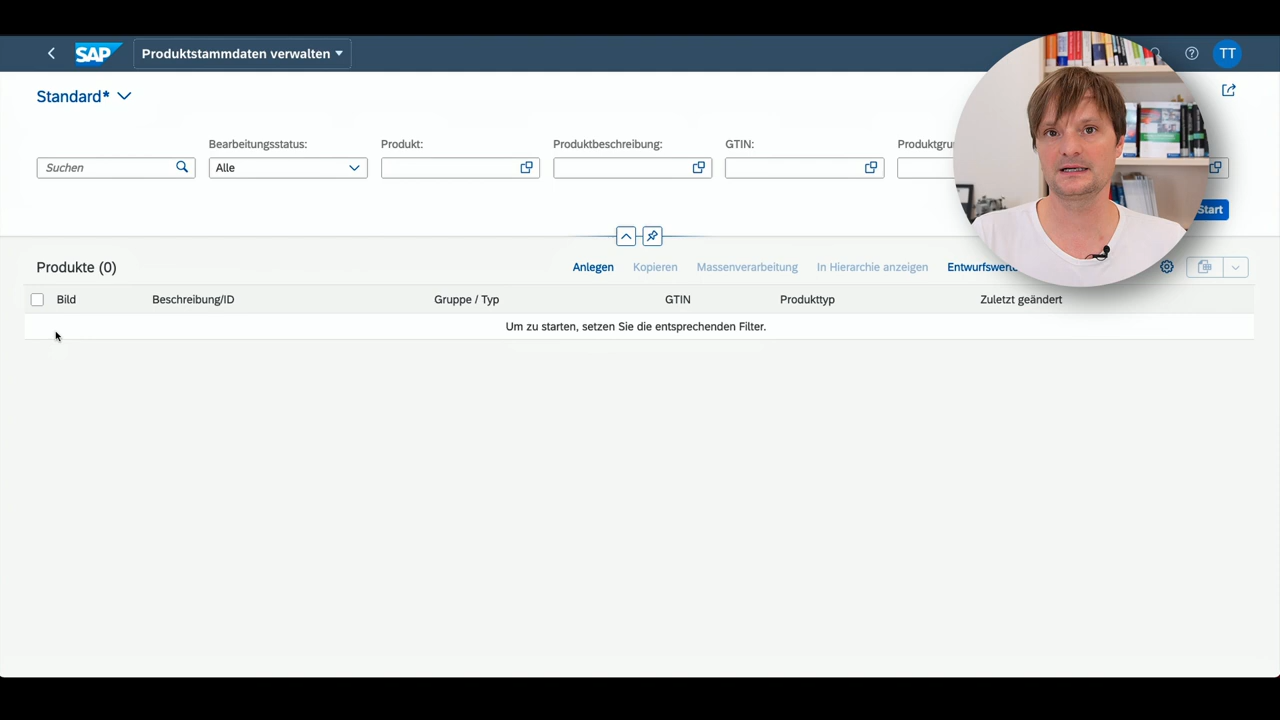 SAP Produktstammdaten verwalten TT
Standard*
Bearbeitungsstatus: Produkt: Produktbeschreibung: GTIN:
Suchen Alle
Start
Produkte (0) Anlegen Kopieren Massenverarbeitung In Hierarchie anzeigen
Bild Beschreibung/ID Gruppe / Typ GTIN Produkttyp Zuletzt geändert
Um zu starten, setzen Sie die entsprechenden Filter.